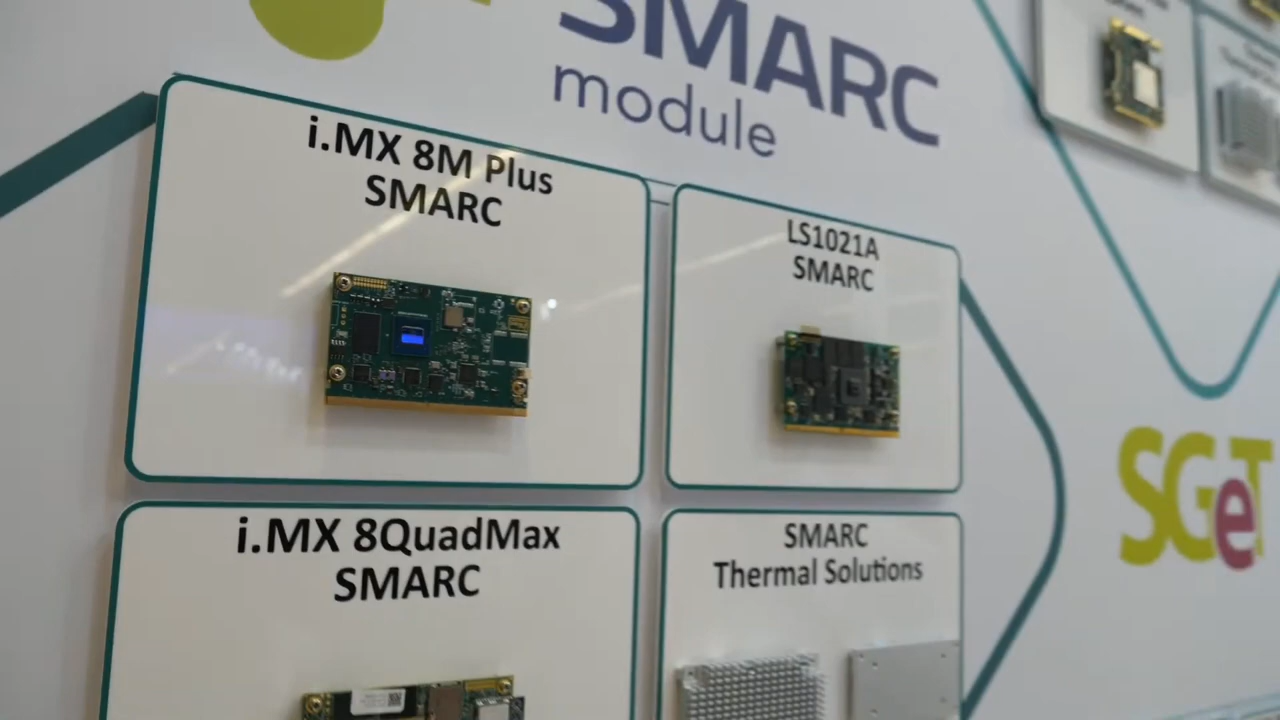 SMARC
module
i.MX 8M Plus
SMARC
LS1021A
SMARC
i.MX 8QuadMax
SMARC
SMARC
Thermal Solutions
SGeT